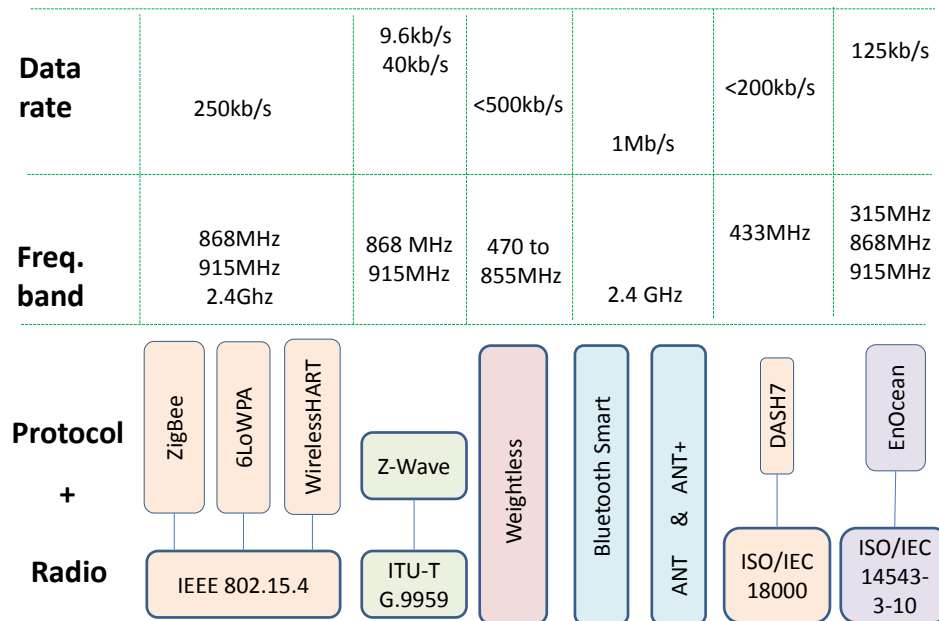 Data
rate
250kb/s
9.6kb/s
40kb/s
<500kb/s
1Mb/s
<200kb/s
125kb/s
Freq.
band
868MHz
915MHz
2.4Ghz
868 MHz
915MHz
470 to
855MHz
2.4 GHz
433MHz
315MHz
868MHz
915MHz
Protocol
+
Radio
ZigBee
6LoWPA
WirelessHART
IEEE 802.15.4
Z-Wave
ITU-T
G.9959
Weightless
Bluetooth Smart
ANT & ANT+
DASH7
ISO/IEC
18000
EnOcean
ISO/IEC
14543-
3-10